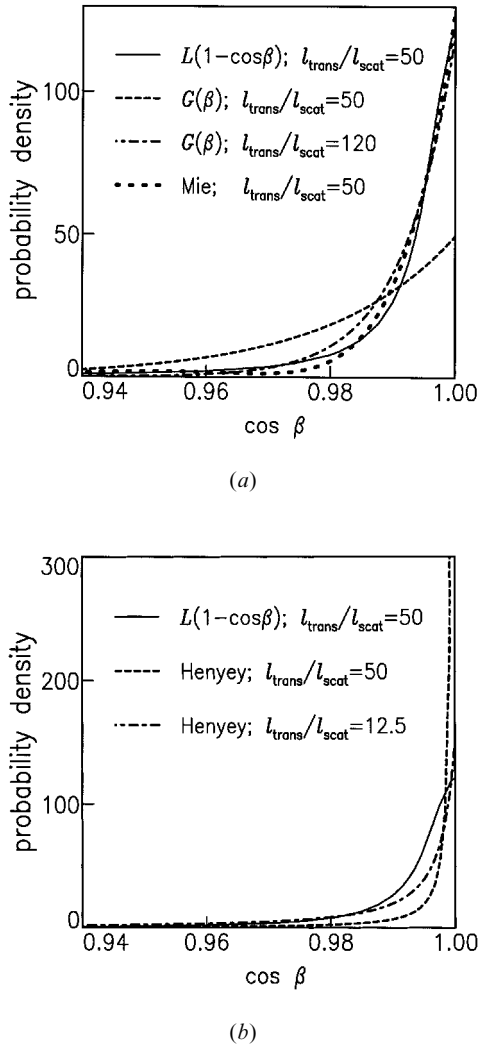 100
50
0
probability density
L(1-cosβ); l_trans/l_scat=50
G(β); l_trans/l_scat=50
G(β); l_trans/l_scat=120
Mie; l_trans/l_scat=50
0.94 0.96 0.98 1.00
cos β
(a)
300
200
100
0
probability density
L(1-cosβ); l_trans/l_scat=50
Henyey; l_trans/l_scat=50
Henyey; l_trans/l_scat=12.5
0.94 0.96 0.98 1.00
cos β
(b)